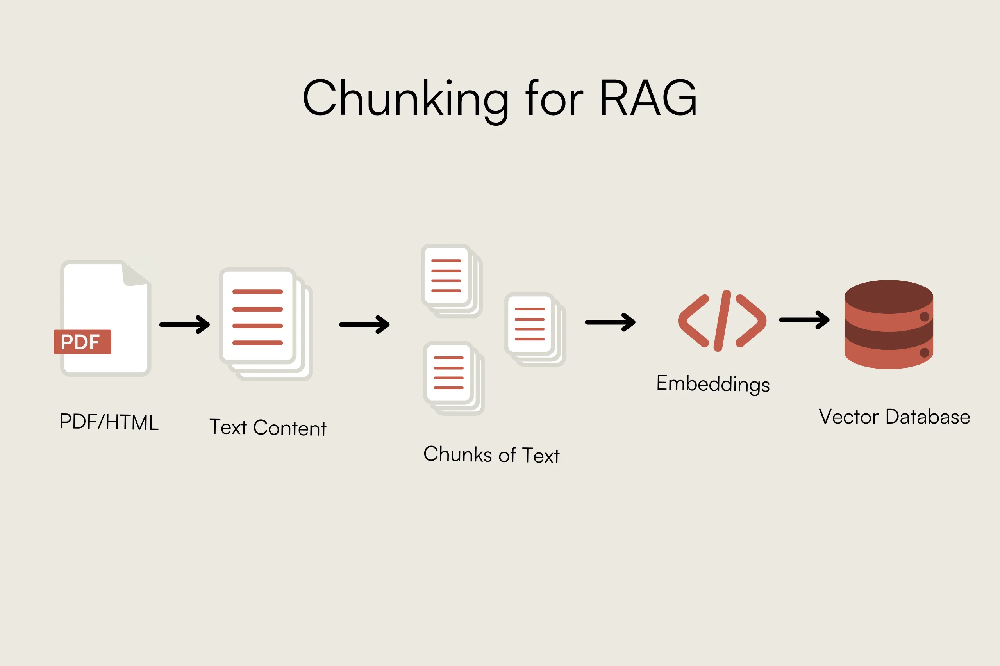 Chunking for RAG
PDF
PDF/HTML
Text Content
Chunks of Text
Embeddings
Vector Database